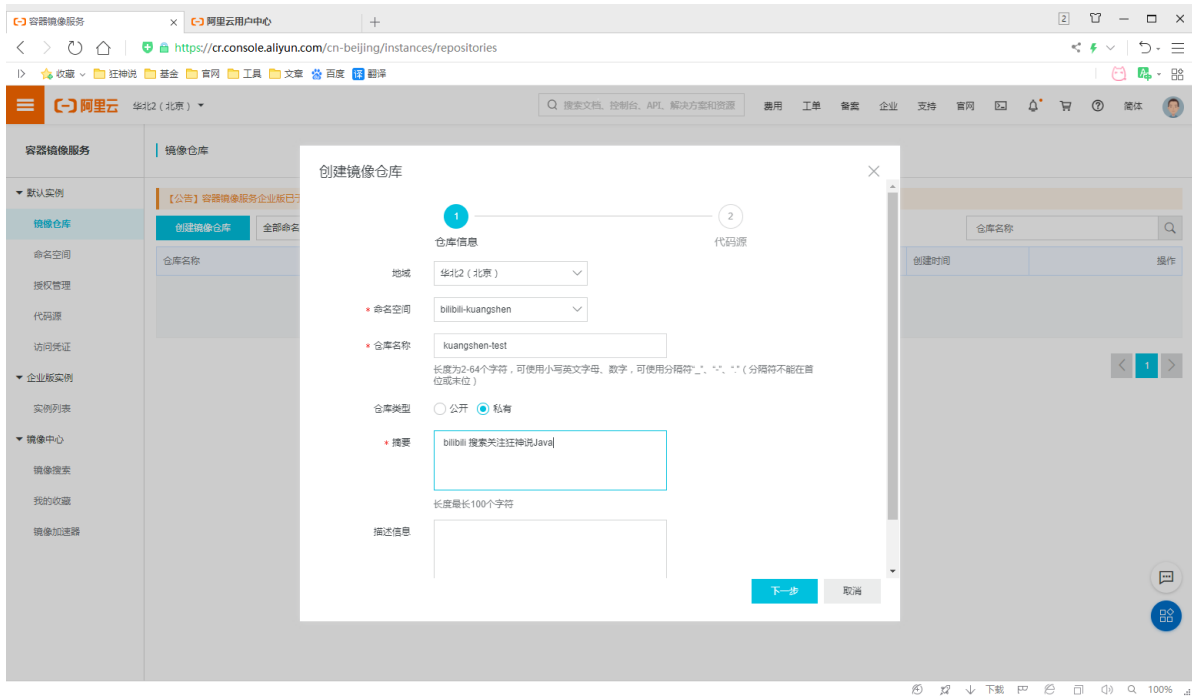 容器镜像服务
阿里云用户中心
2
https://cr.console.aliyun.com/cn-beijing/instances/repositories
收藏 狂神说 基金 官网 工具 文章 百度 译 翻译
阿里云 华北2（北京） 搜索文档、控制台、API、解决方案和资源 费用 工单 备案 企业 支持 官网 简体
容器镜像服务
默认实例
镜像仓库
命名空间
授权管理
代码源
访问凭证
企业版实例
实例列表
镜像中心
镜像搜索
我的收藏
镜像加速器
镜像仓库
【公告】容器镜像服务企业版已于
创建镜像仓库 全部命名 仓库名称
仓库名称 创建时间 操作
1
创建镜像仓库
1 2
仓库信息 代码源
地域 华北2（北京）
* 命名空间 bilibili-kuangshen
* 仓库名称 kuangshen-test
长度为2-64个字符，可使用小写英文字母、数字，可使用分隔符“_”、“-”、“.”（分隔符不能在首
位或末位）
仓库类型 公开 私有
* 摘要 bilibili 搜索关注狂神说Java
长度最长100个字符
描述信息
下一步 取消
下载 100%